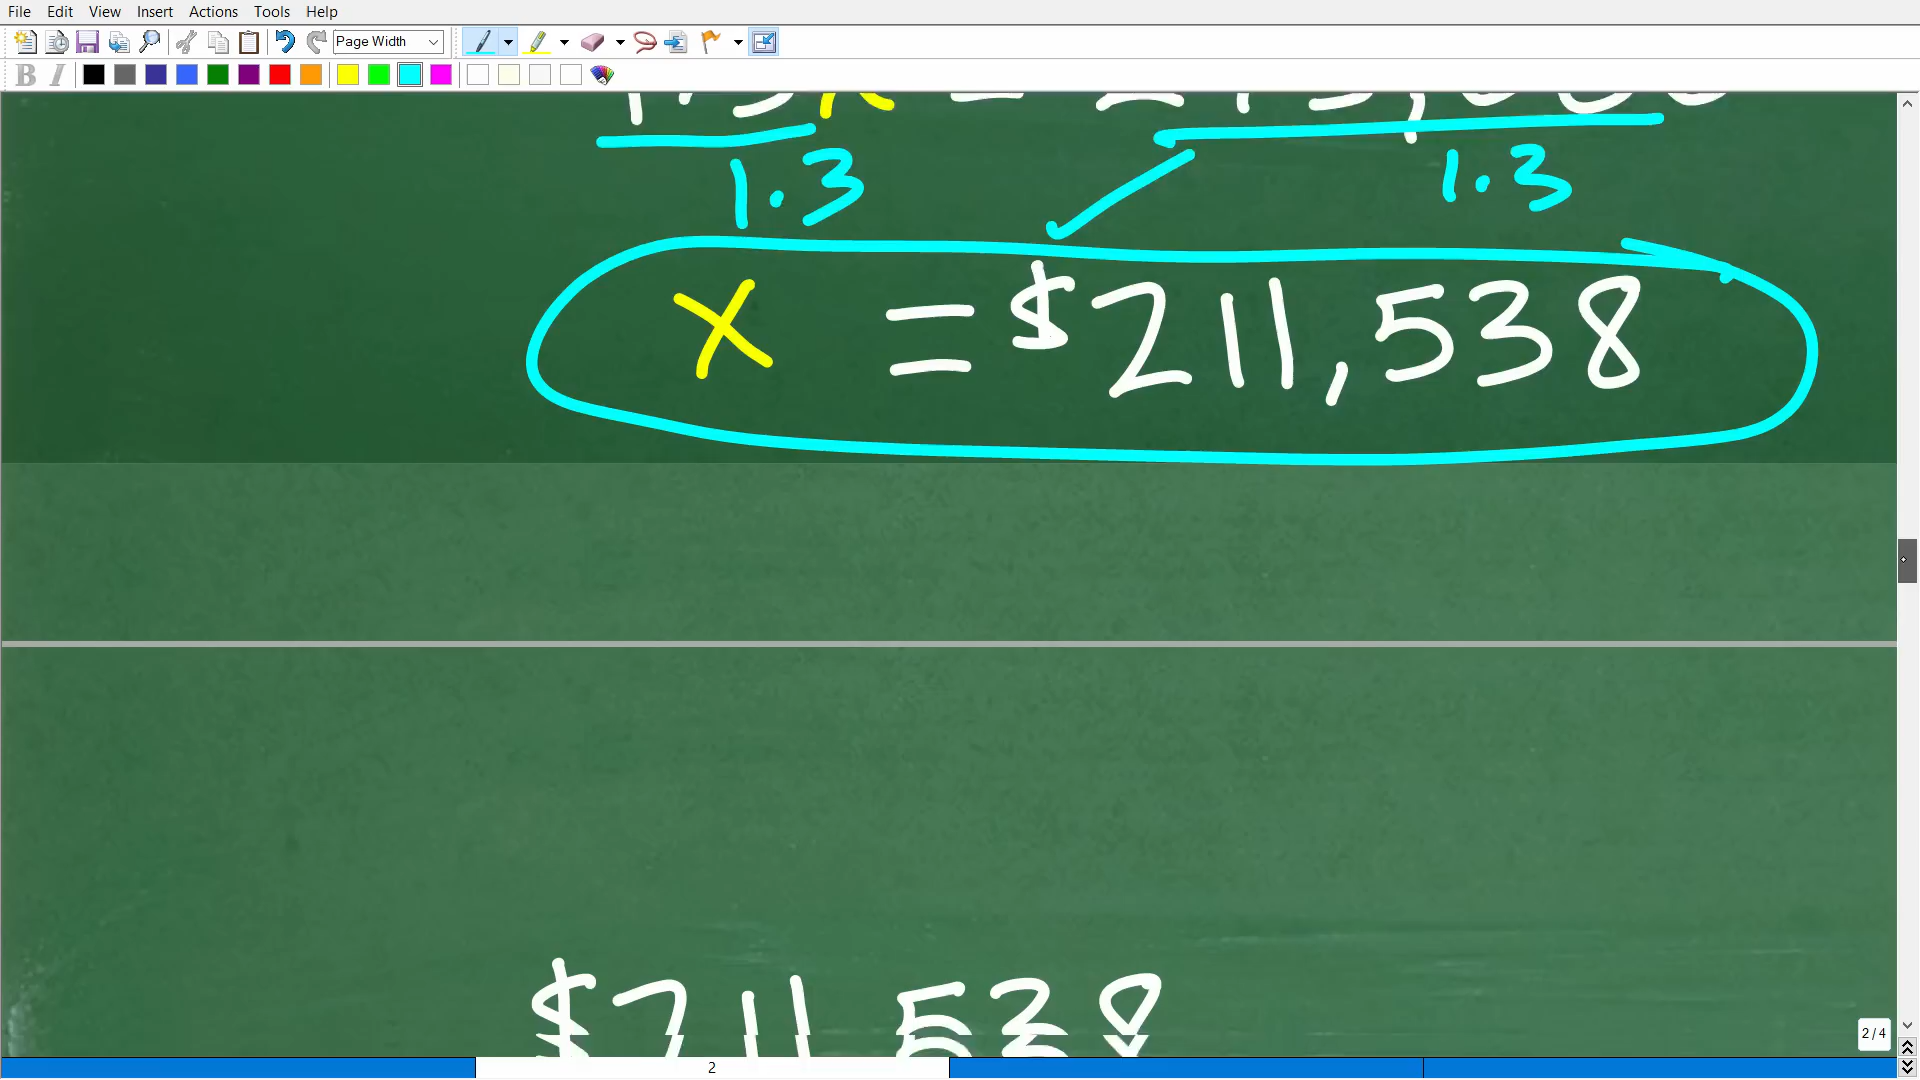 File Edit View Insert Actions Tools Help
Page Width
B I
1.3 1.3
x = $211,538
$211,538
2 / 4
2